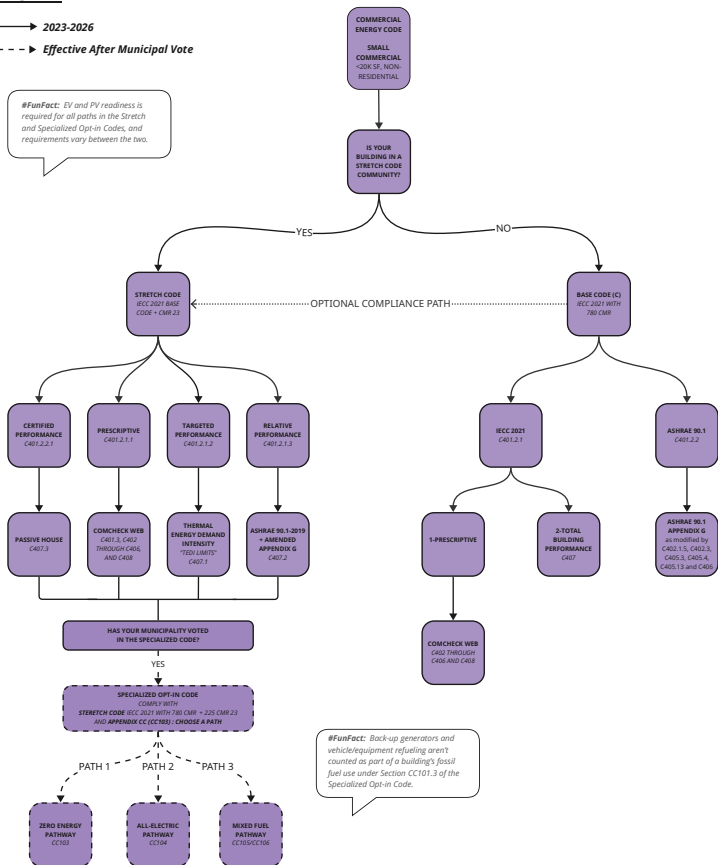 2023-2026
Effective After Municipal Vote
COMMERCIAL
ENERGY CODE
SMALL
COMMERCIAL
<20K SF, NON-
RESIDENTIAL
#FunFact: EV and PV readiness is
required for all paths in the Stretch
and Specialized Opt-in Codes, and
requirements vary between the two.
IS YOUR
BUILDING IN A
STRETCH CODE
COMMUNITY?
YES
NO
STRETCH CODE
IECC 2021 BASE
CODE + CMR 23
OPTIONAL COMPLIANCE PATH
BASE CODE (C)
IECC 2021 WITH
780 CMR
CERTIFIED
PERFORMANCE
C401.2.2.1
PRESCRIPTIVE
C401.2.1.1
TARGETED
PERFORMANCE
C401.2.1.2
RELATIVE
PERFORMANCE
C401.2.1.3
IECC 2021
C401.2.1
ASHRAE 90.1
C401.2.2
PASSIVE HOUSE
C407.3
COMCHECK WEB
C401.3, C402
THROUGH C406,
AND C408
THERMAL
ENERGY DEMAND
INTENSITY
"TEDI LIMITS"
C407.1
ASHRAE 90.1-2019
+ AMENDED
APPENDIX G
C407.2
1-PRESCRIPTIVE
2-TOTAL
BUILDING
PERFORMANCE
C407
ASHRAE 90.1
APPENDIX G
as modified by
C402.1.5, C402.3,
C405.3, C405.4,
C405.13 and C406
HAS YOUR MUNICIPALITY VOTED
IN THE SPECIALIZED CODE?
COMCHECK WEB
C402 THROUGH
C406 AND C408
YES
SPECIALIZED OPT-IN CODE
COMPLY WITH
STERETCH CODE IECC 2021 WITH 780 CMR + 225 CMR 23
AND APPENDIX CC (CC103) : CHOOSE A PATH
#FunFact: Back-up generators and
vehicle/equipment refueling aren't
counted as part of a building's fossil
fuel use under Section CC101.3 of the
Specialized Opt-in Code.
PATH 1
PATH 2
PATH 3
ZERO ENERGY
PATHWAY
CC103
ALL-ELECTRIC
PATHWAY
CC104
MIXED FUEL
PATHWAY
CC105/CC106